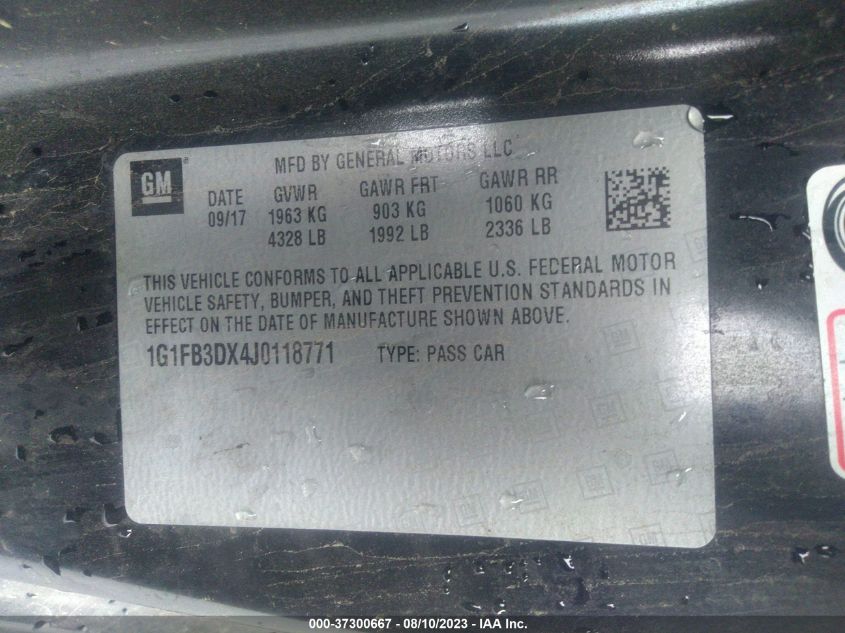 GM
MFD BY GENERAL MOTORS LLC
DATE GVWR GAWR FRT GAWR RR
09/17 1963 KG 903 KG 1060 KG
4328 LB 1992 LB 2336 LB
THIS VEHICLE CONFORMS TO ALL APPLICABLE U.S. FEDERAL MOTOR
VEHICLE SAFETY, BUMPER, AND THEFT PREVENTION STANDARDS IN
EFFECT ON THE DATE OF MANUFACTURE SHOWN ABOVE.
1G1FB3DX4J0118771 TYPE: PASS CAR
000-37300667 - 08/10/2023 - IAA Inc.